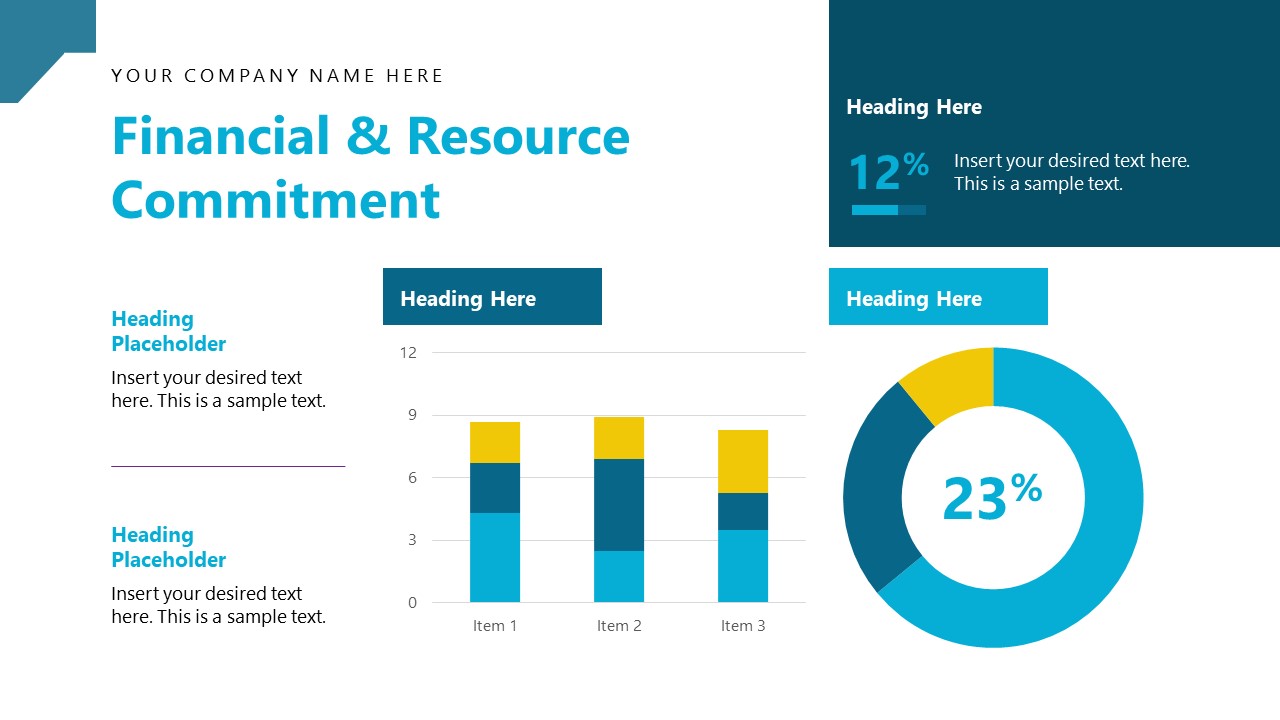 YOUR COMPANY NAME HERE
Financial & Resource
Commitment
Heading Here
12%
Insert your desired text here.
This is a sample text.
Heading
Placeholder
Insert your desired text
here. This is a sample text.
Heading
Placeholder
Insert your desired text
here. This is a sample text.
Heading Here
12
9
6
3
0
Item 1
Item 2
Item 3
Heading Here
23%